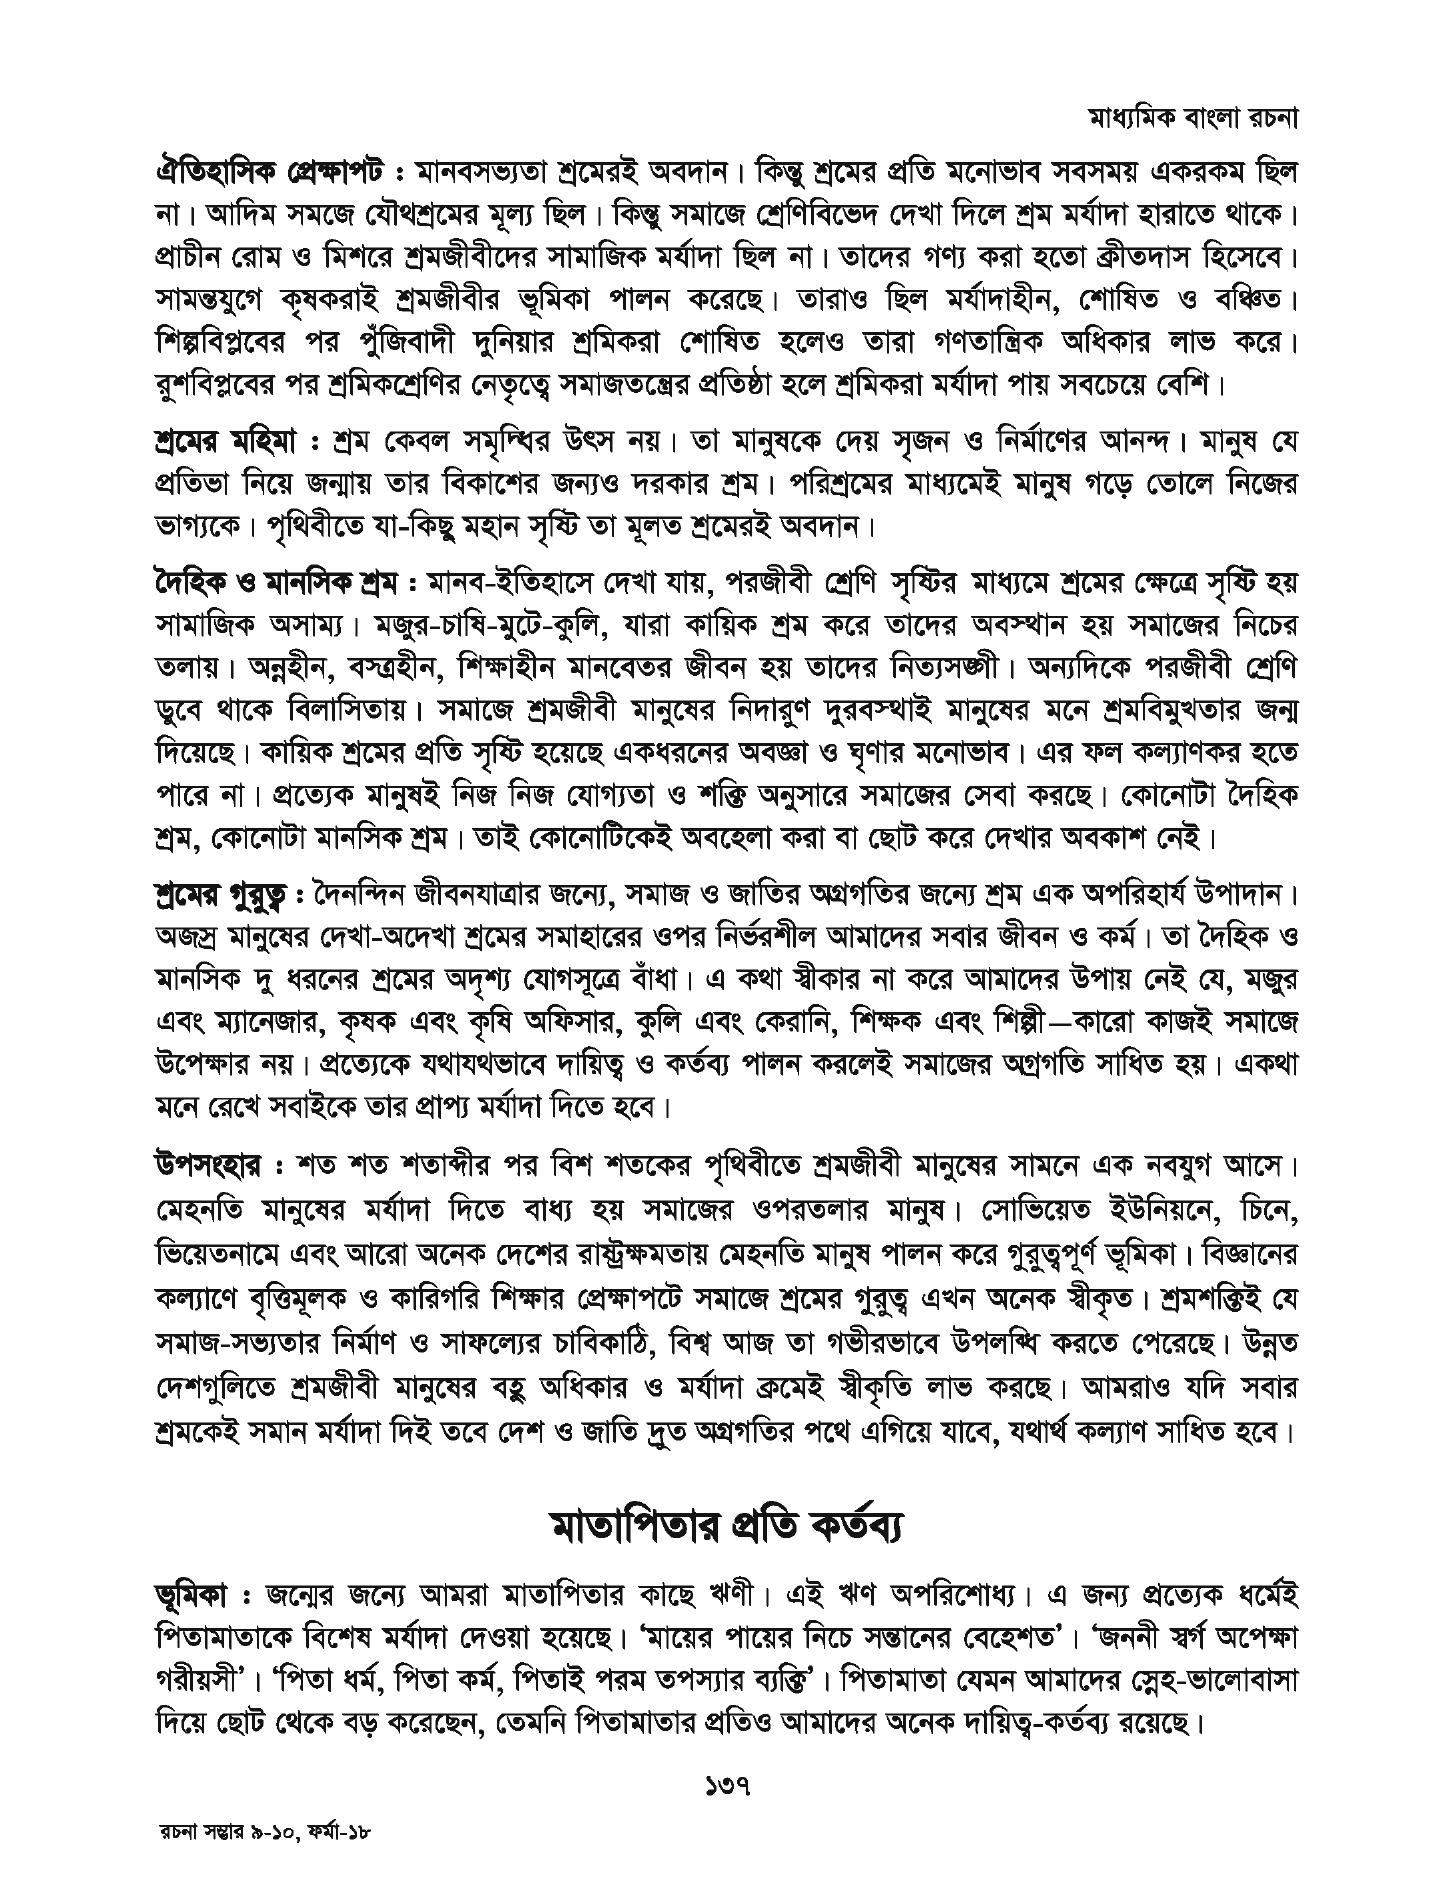 মাধ্যমিক বাংলা রচনা
ঐতিহাসিক প্রেক্ষাপট : মানবসভ্যতা শ্রমেরই অবদান। কিন্তু শ্রমের প্রতি মনোভাব সবসময় একরকম ছিল
না। আদিম সমজে যৌথশ্রমের মূল্য ছিল। কিন্তু সমাজে শ্রেণিবিভেদ দেখা দিলে শ্রম মর্যাদা হারাতে থাকে।
প্রাচীন রোম ও মিশরে শ্রমজীবীদের সামাজিক মর্যাদা ছিল না। তাদের গণ্য করা হতো ক্রীতদাস হিসেবে।
সামন্তযুগে কৃষকরাই শ্রমজীবীর ভূমিকা পালন করেছে। তারাও ছিল মর্যাদাহীন, শোষিত ও বঞ্চিত।
শিল্পবিপ্লবের পর পুঁজিবাদী দুনিয়ার শ্রমিকরা শোষিত হলেও তারা গণতান্ত্রিক অধিকার লাভ করে।
রুশবিপ্লবের পর শ্রমিকশ্রেণির নেতৃত্বে সমাজতন্ত্রের প্রতিষ্ঠা হলে শ্রমিকরা মর্যাদা পায় সবচেয়ে বেশি।
শ্রমের মহিমা : শ্রম কেবল সমৃদ্ধির উৎস নয়। তা মানুষকে দেয় সৃজন ও নির্মাণের আনন্দ। মানুষ যে
প্রতিভা নিয়ে জন্মায় তার বিকাশের জন্যও দরকার শ্রম। পরিশ্রমের মাধ্যমেই মানুষ গড়ে তোলে নিজের
ভাগ্যকে। পৃথিবীতে যা-কিছু মহান সৃষ্টি তা মূলত শ্রমেরই অবদান।
দৈহিক ও মানসিক শ্রম : মানব-ইতিহাসে দেখা যায়, পরজীবী শ্রেণি সৃষ্টির মাধ্যমে শ্রমের ক্ষেত্রে সৃষ্টি হয়
সামাজিক অসাম্য। মজুর-চাষি-মুটে-কুলি, যারা কায়িক শ্রম করে তাদের অবস্থান হয় সমাজের নিচের
তলায়। অন্নহীন, বস্ত্রহীন, শিক্ষাহীন মানবেতর জীবন হয় তাদের নিত্যসঙ্গী। অন্যদিকে পরজীবী শ্রেণি
ডুবে থাকে বিলাসিতায়। সমাজে শ্রমজীবী মানুষের নিদারুণ দুরবস্থাই মানুষের মনে শ্রমবিমুখতার জন্ম
দিয়েছে। কায়িক শ্রমের প্রতি সৃষ্টি হয়েছে একধরনের অবজ্ঞা ও ঘৃণার মনোভাব। এর ফল কল্যাণকর হতে
পারে না। প্রত্যেক মানুষই নিজ নিজ যোগ্যতা ও শক্তি অনুসারে সমাজের সেবা করছে। কোনোটা দৈহিক
শ্রম, কোনোটা মানসিক শ্রম। তাই কোনোটিকেই অবহেলা করা বা ছোট করে দেখার অবকাশ নেই।
শ্রমের গুরুত্ব : দৈনন্দিন জীবনযাত্রার জন্যে, সমাজ ও জাতির অগ্রগতির জন্যে শ্রম এক অপরিহার্য উপাদান।
অজস্র মানুষের দেখা-অদেখা শ্রমের সমাহারের ওপর নির্ভরশীল আমাদের সবার জীবন ও কর্ম। তা দৈহিক ও
মানসিক দু ধরনের শ্রমের অদৃশ্য যোগসূত্রে বাঁধা। এ কথা স্বীকার না করে আমাদের উপায় নেই যে, মজুর
এবং ম্যানেজার, কৃষক এবং কৃষি অফিসার, কুলি এবং কেরানি, শিক্ষক এবং শিল্পী—কারো কাজই সমাজে
উপেক্ষার নয়। প্রত্যেকে যথাযথভাবে দায়িত্ব ও কর্তব্য পালন করলেই সমাজের অগ্রগতি সাধিত হয়। একথা
মনে রেখে সবাইকে তার প্রাপ্য মর্যাদা দিতে হবে।
উপসংহার : শত শত শতাব্দীর পর বিশ শতকের পৃথিবীতে শ্রমজীবী মানুষের সামনে এক নবযুগ আসে।
মেহনতি মানুষের মর্যাদা দিতে বাধ্য হয় সমাজের ওপরতলার মানুষ। সোভিয়েত ইউনিয়নে, চিনে,
ভিয়েতনামে এবং আরো অনেক দেশের রাষ্ট্রক্ষমতায় মেহনতি মানুষ পালন করে গুরুত্বপূর্ণ ভূমিকা। বিজ্ঞানের
কল্যাণে বৃত্তিমূলক ও কারিগরি শিক্ষার প্রেক্ষাপটে সমাজে শ্রমের গুরুত্ব এখন অনেক স্বীকৃত। শ্রমশক্তিই যে
সমাজ-সভ্যতার নির্মাণ ও সাফল্যের চাবিকাঠি, বিশ্ব আজ তা গভীরভাবে উপলব্ধি করতে পেরেছে। উন্নত
দেশগুলিতে শ্রমজীবী মানুষের বহু অধিকার ও মর্যাদা ক্রমেই স্বীকৃতি লাভ করছে। আমরাও যদি সবার
শ্রমকেই সমান মর্যাদা দিই তবে দেশ ও জাতি দ্রুত অগ্রগতির পথে এগিয়ে যাবে, যথার্থ কল্যাণ সাধিত হবে।
মাতাপিতার প্রতি কর্তব্য
ভূমিকা : জন্মের জন্যে আমরা মাতাপিতার কাছে ঋণী। এই ঋণ অপরিশোধ্য। এ জন্য প্রত্যেক ধর্মেই
পিতামাতাকে বিশেষ মর্যাদা দেওয়া হয়েছে। ‘মায়ের পায়ের নিচে সন্তানের বেহেশত’। ‘জননী স্বর্গ অপেক্ষা
গরীয়সী’। ‘পিতা ধর্ম, পিতা কর্ম, পিতাই পরম তপস্যার ব্যক্তি’। পিতামাতা যেমন আমাদের স্নেহ-ভালোবাসা
দিয়ে ছোট থেকে বড় করেছেন, তেমনি পিতামাতার প্রতিও আমাদের অনেক দায়িত্ব-কর্তব্য রয়েছে।
১৩৭
রচনা সম্ভার ৯-১০, ফর্মা-১৮